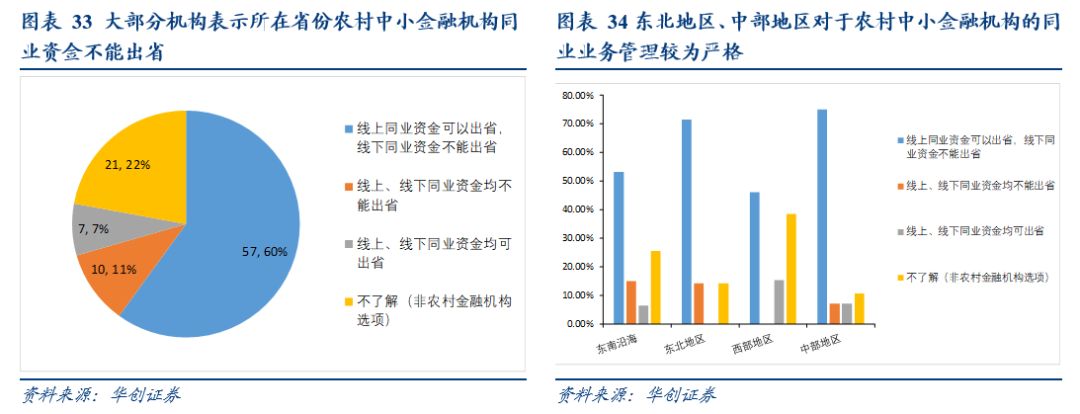 图表 33 大部分机构表示所在省份农村中小金融机构同
业资金不能出省
21, 22%
7, 7%
10, 11%
57, 60%
线上同业资金可以出省，
线下同业资金不能出省
线上、线下同业资金均不
能出省
线上、线下同业资金均可
出省
不了解（非农村金融机构
选项）
资料来源：华创证券
图表 34 东北地区、中部地区对于农村中小金融机构的同
业业务管理较为严格
80.00%
70.00%
60.00%
50.00%
40.00%
30.00%
20.00%
10.00%
0.00%
东南沿海
东北地区
西部地区
中部地区
线上同业资金可以出省，线下同
业资金不能出省
线上、线下同业资金均不能出省
线上、线下同业资金均可出省
不了解（非农村金融机构选项）
资料来源：华创证券